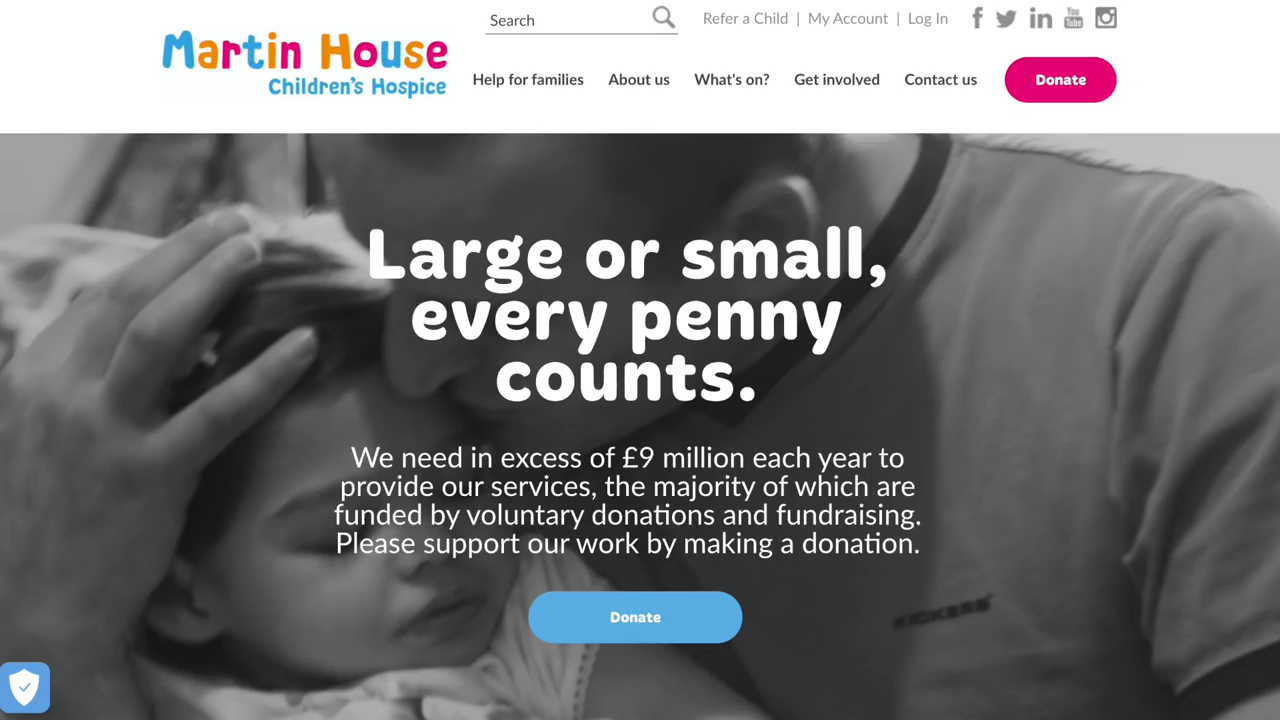 Search
Refer a Child | My Account | Log In
You
Tube
Martin House
Children's Hospice
Help for families About us What's on? Get involved Contact us Donate
Large or small,
every penny
counts.
We need in excess of £9 million each year to
provide our services, the majority of which are
funded by voluntary donations and fundraising.
Please support our work by making a donation.
Donate
KICKERS